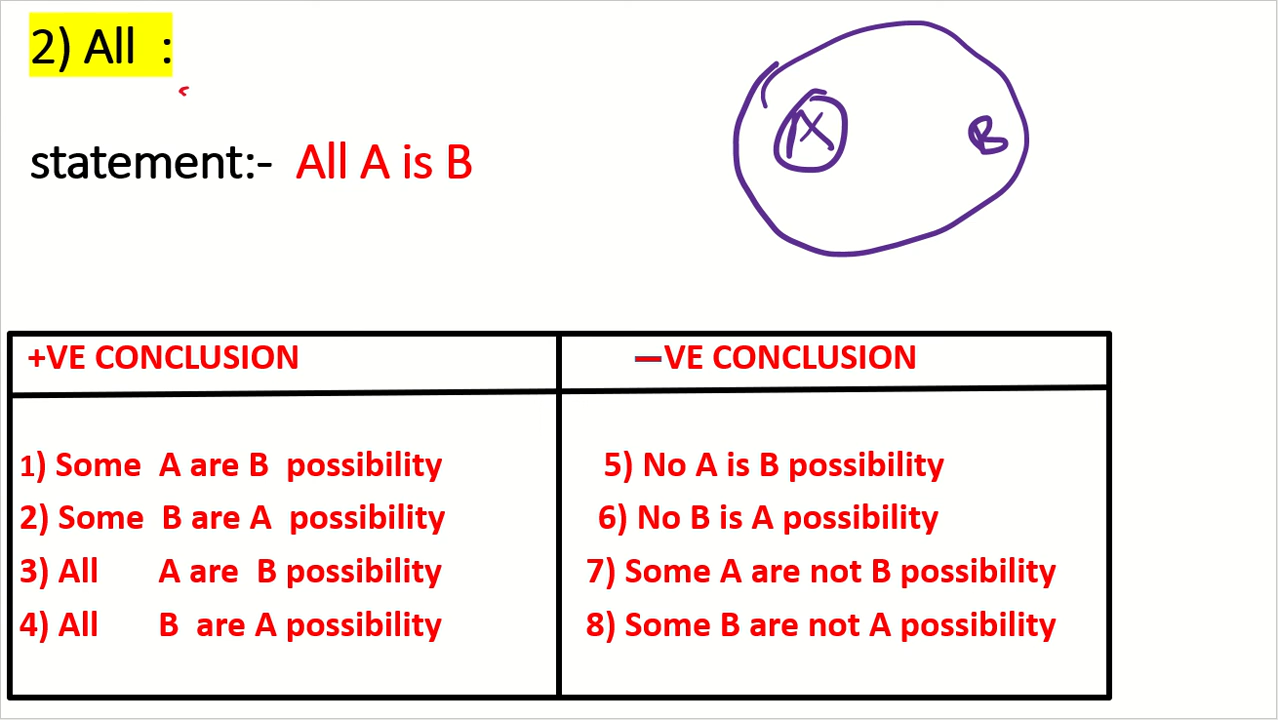 2) All :
statement:- All A is B
A B
+VE CONCLUSION
—VE CONCLUSION
1) Some A are B possibility
2) Some B are A possibility
3) All A are B possibility
4) All B are A possibility
5) No A is B possibility
6) No B is A possibility
7) Some A are not B possibility
8) Some B are not A possibility